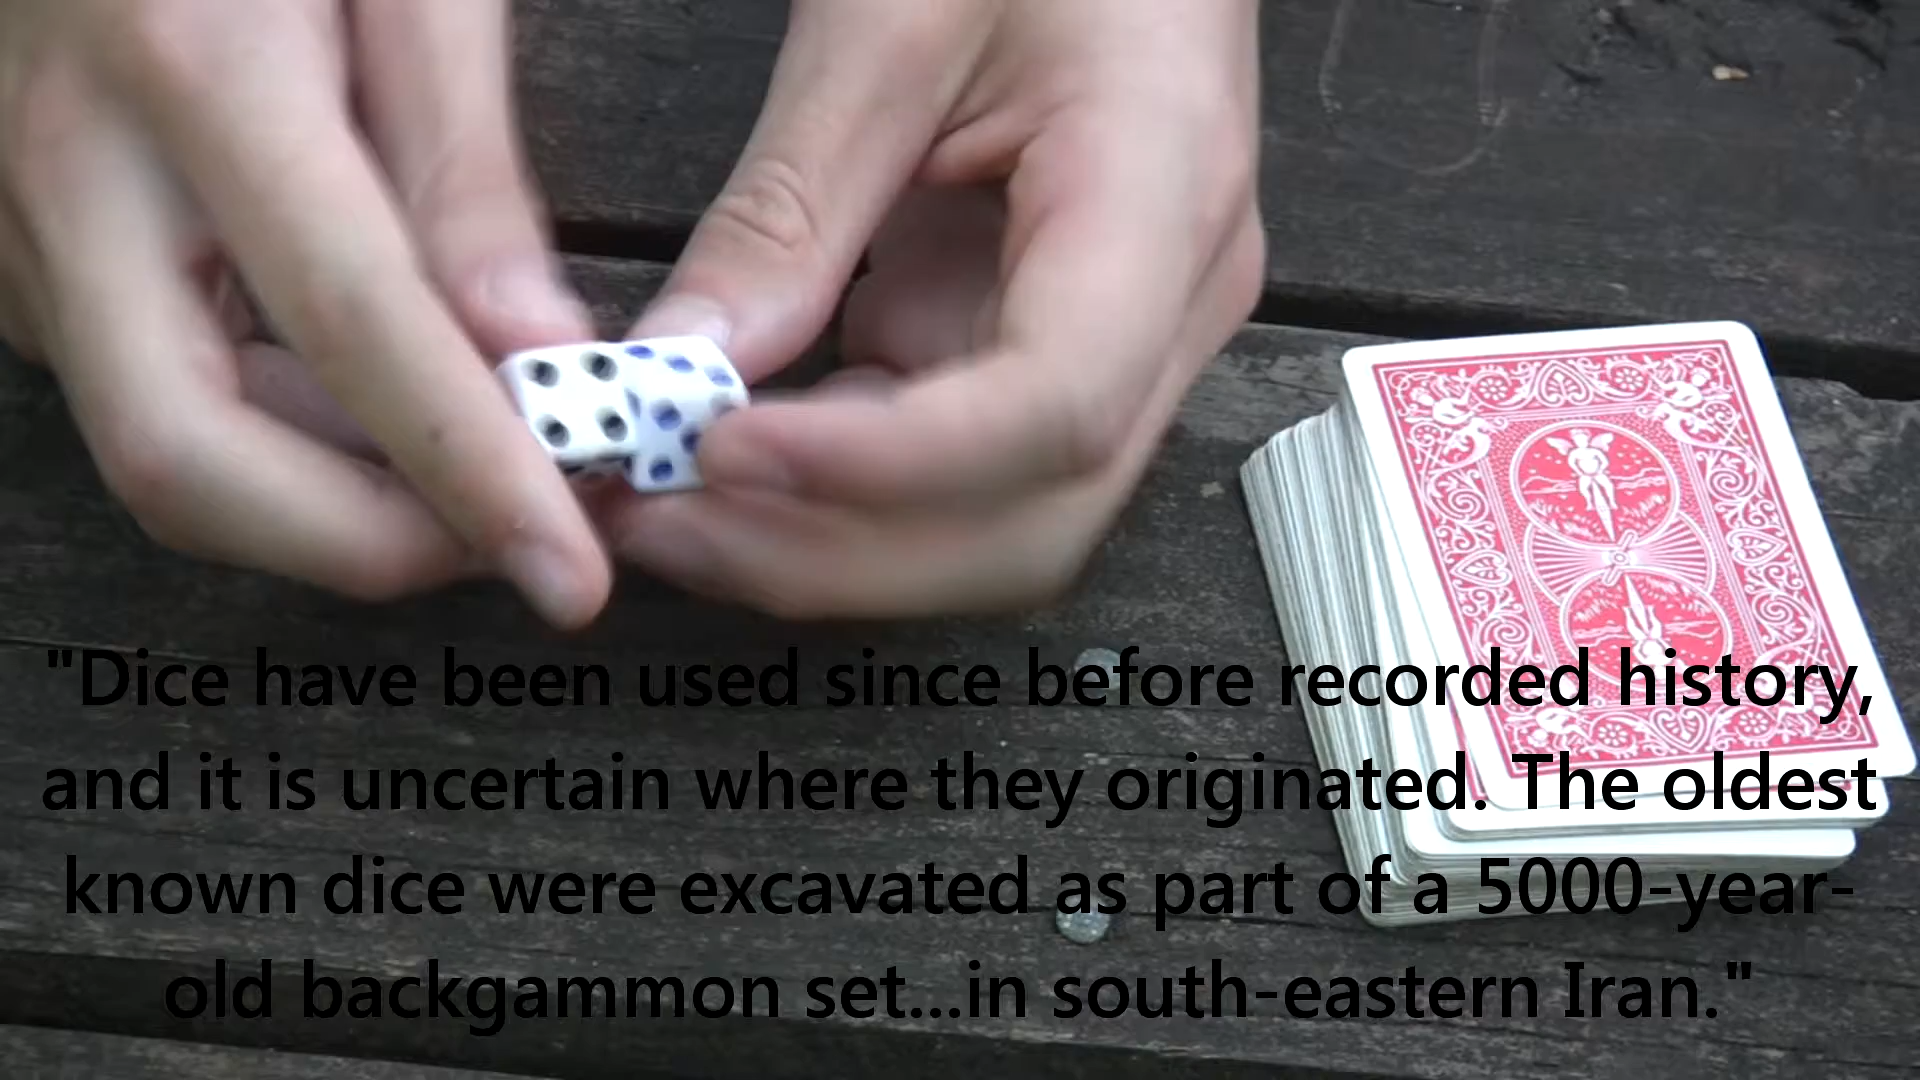 "Dice have been used since before recorded history,
and it is uncertain where they originated. The oldest
known dice were excavated as part of a 5000-year-
old backgammon set...in south-eastern Iran."